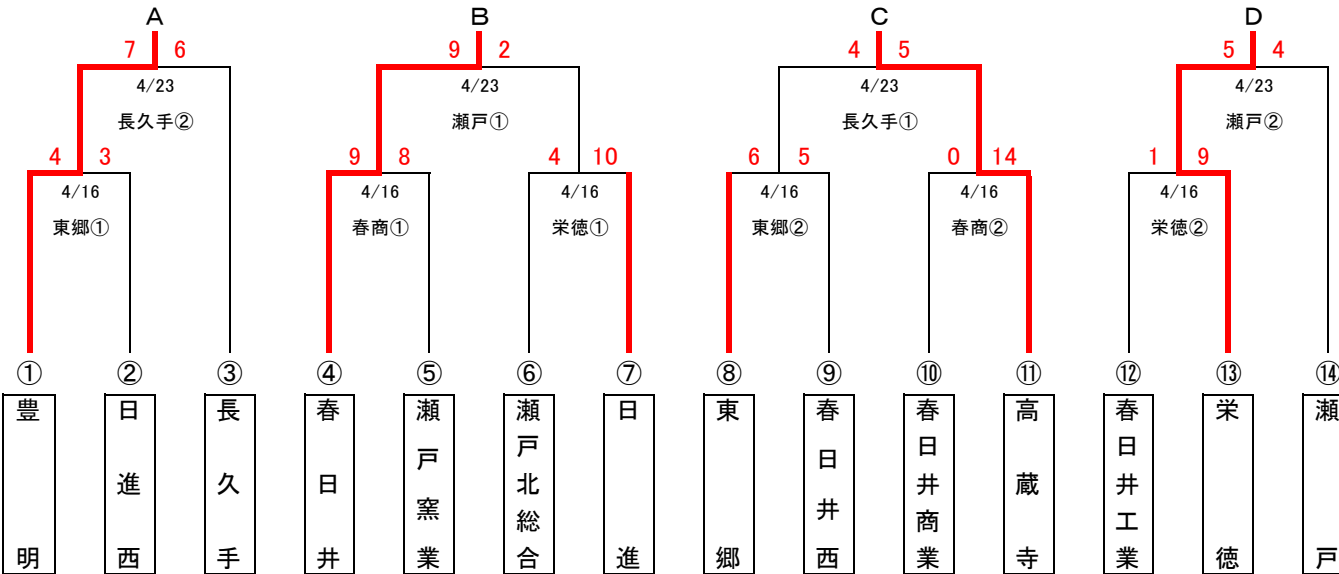 A B C D
7 6 9 2 4 5 5 4
4/23 4/23 4/23 4/23
長久手② 瀬戸① 長久手① 瀬戸②
4 3 9 8 4 10 6 5 0 14 1 9
4/16 4/16 4/16 4/16 4/16 4/16
東郷① 春商① 栄徳① 東郷② 春商② 栄徳②
① ② ③ ④ ⑤ ⑥ ⑦ ⑧ ⑨ ⑩ ⑪ ⑫ ⑬ ⑭
豊明
日進西
長久手
春日井
瀬戸窯業
瀬戸北総合
日進
東郷
春日井西
春日井商業
高蔵寺
春日井工業
栄徳
瀬戸